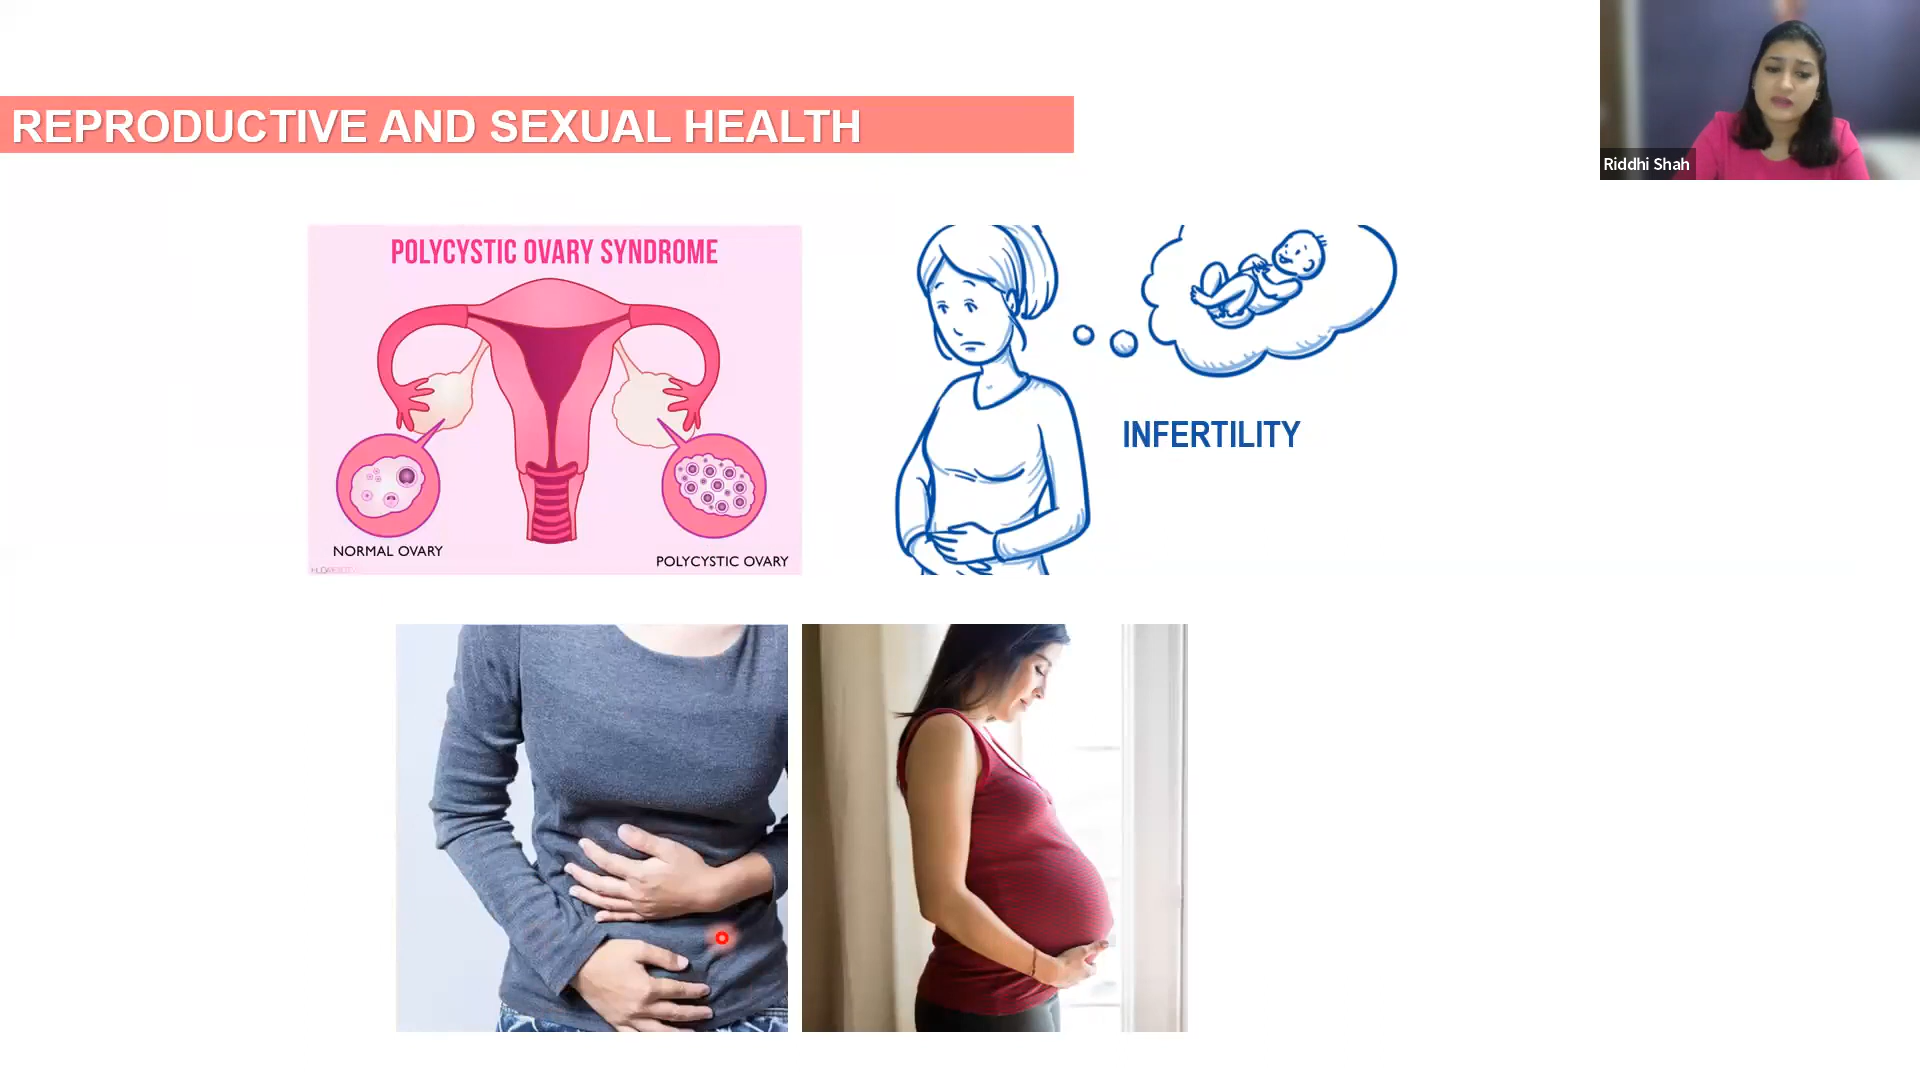 REPRODUCTIVE AND SEXUAL HEALTH
Riddhi Shah
POLYCYSTIC OVARY SYNDROME
NORMAL OVARY
POLYCYSTIC OVARY
INFERTILITY